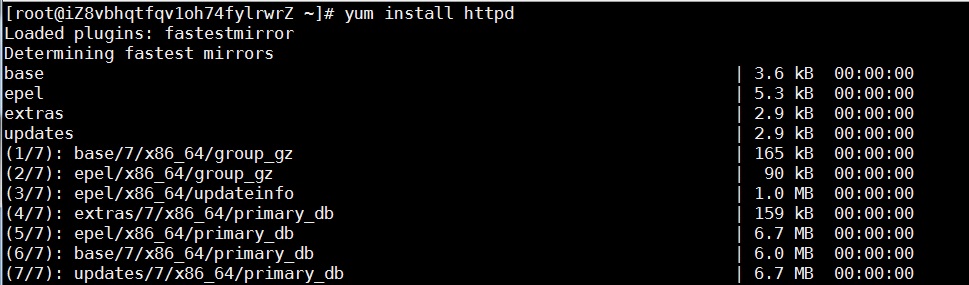 [root@iZ8vbhqtfqv1oh74fylrwrZ ~]# yum install httpd
Loaded plugins: fastestmirror
Determining fastest mirrors
base | 3.6 kB 00:00:00
epel | 5.3 kB 00:00:00
extras | 2.9 kB 00:00:00
updates | 2.9 kB 00:00:00
(1/7): base/7/x86_64/group_gz | 165 kB 00:00:00
(2/7): epel/x86_64/group_gz | 90 kB 00:00:00
(3/7): epel/x86_64/updateinfo | 1.0 MB 00:00:00
(4/7): extras/7/x86_64/primary_db | 159 kB 00:00:00
(5/7): epel/x86_64/primary_db | 6.7 MB 00:00:00
(6/7): base/7/x86_64/primary_db | 6.0 MB 00:00:00
(7/7): updates/7/x86_64/primary_db | 6.7 MB 00:00:00